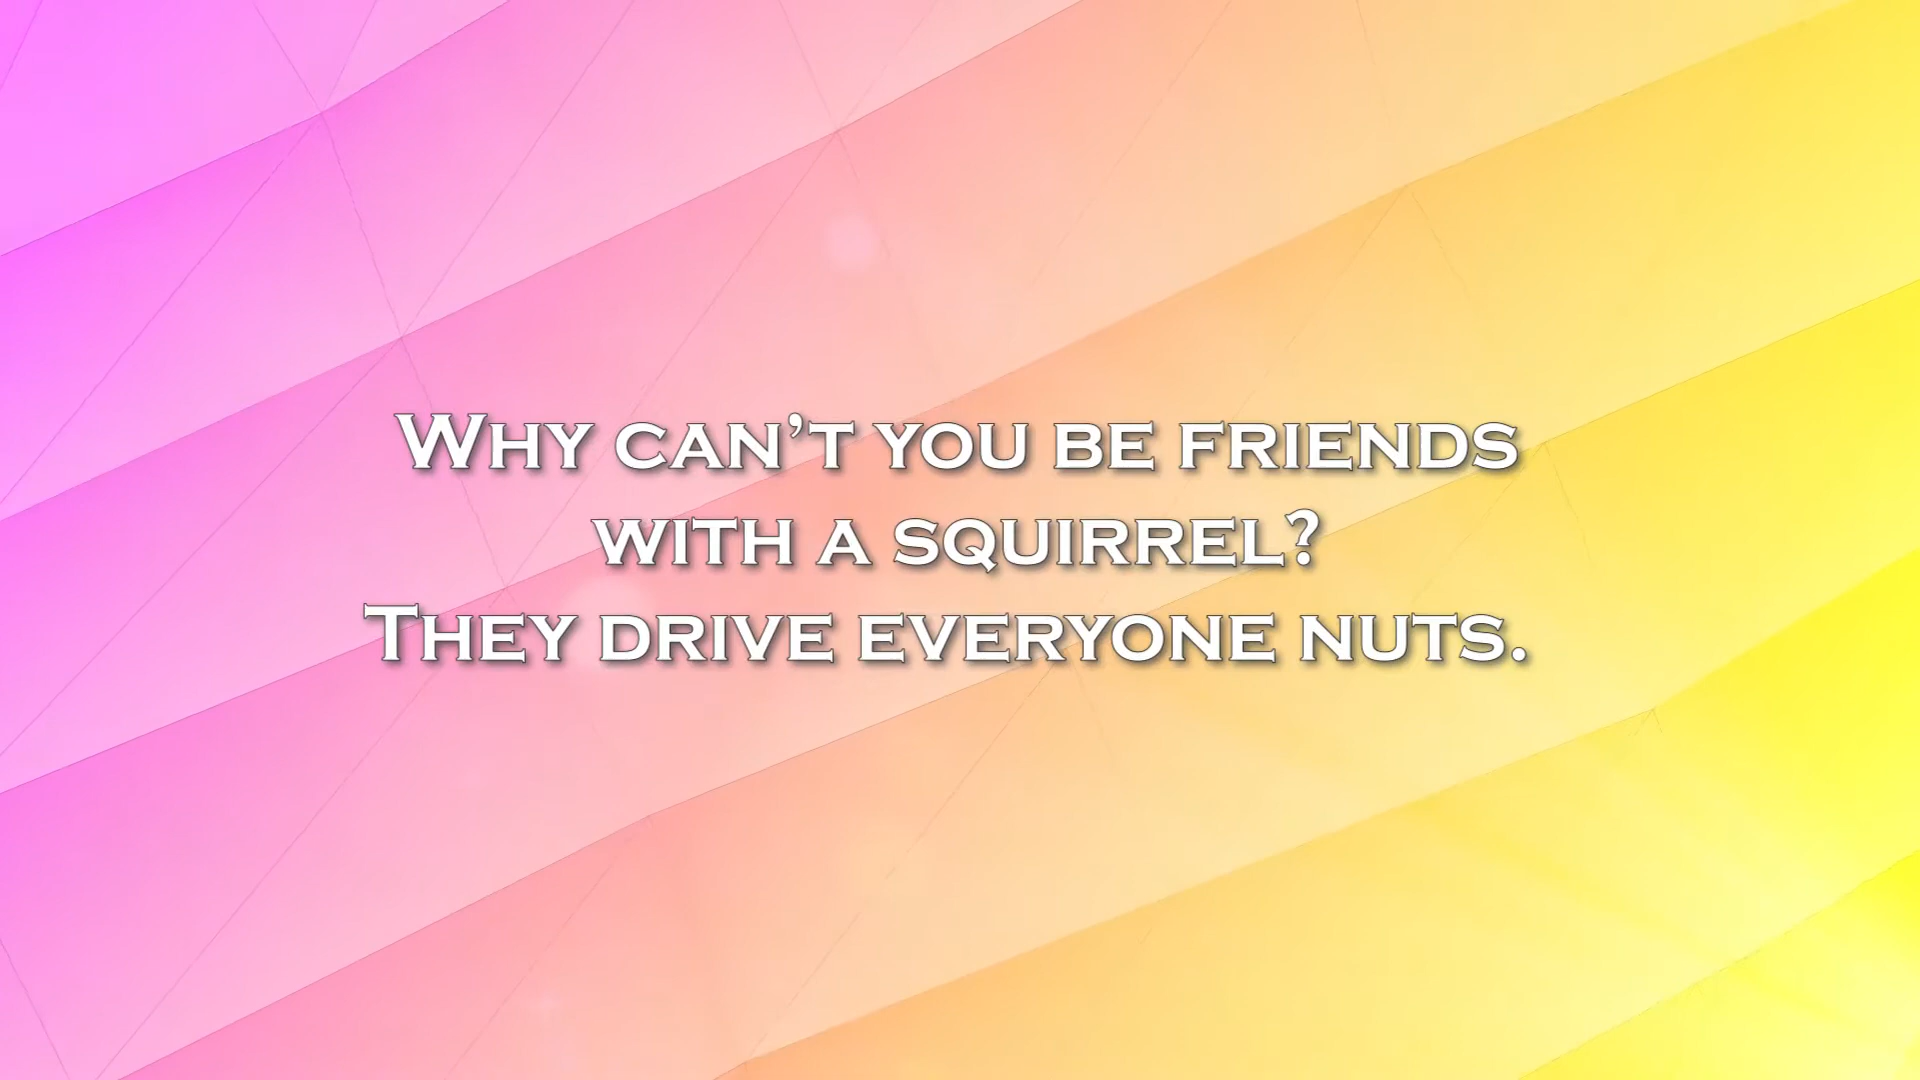 Why can't you be friends
with a squirrel?
They drive everyone nuts.